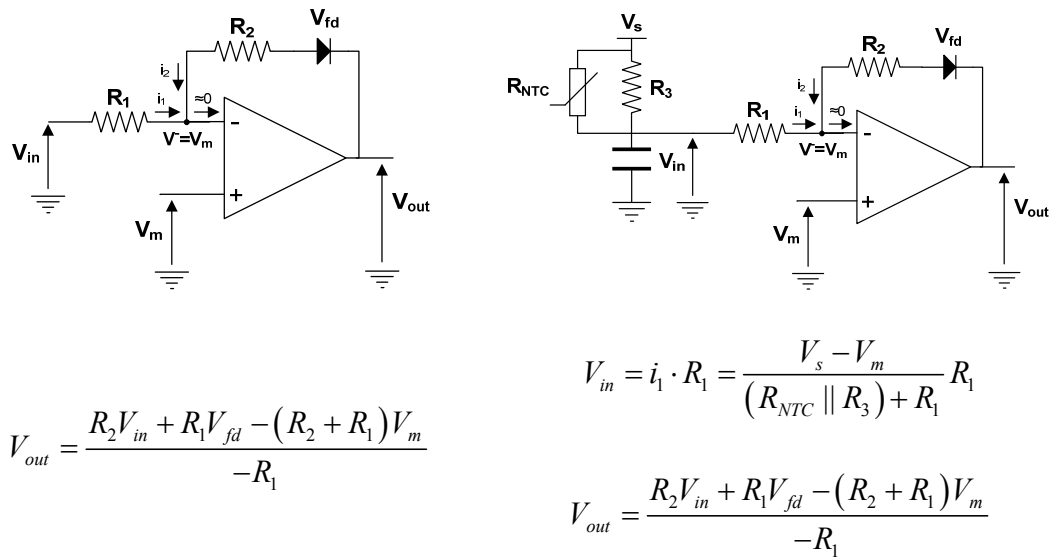 R1
R2
Vfd
i2
i1
≈0
V⁻=Vm
-
+
Vin
Vm
Vout
Vs
RNTC
R3
R1
R2
Vfd
i2
i1
≈0
V⁻=Vm
-
+
Vin
Vm
Vout
Vout = (R2Vin + R1Vfd − (R2 + R1)Vm) / −R1
Vin = i1 · R1 = (Vs − Vm) / ((RNTC || R3) + R1) R1
Vout = (R2Vin + R1Vfd − (R2 + R1)Vm) / −R1